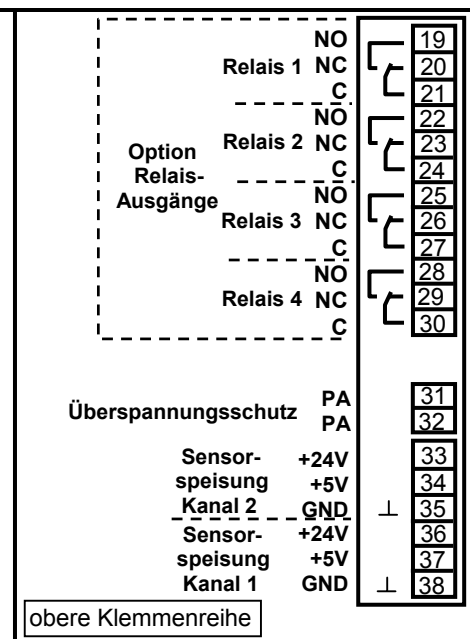 NO 19
Relais 1 NC 20
C 21
NO 22
Relais 2 NC 23
C 24
Option
Relais-
Ausgänge
NO 25
Relais 3 NC 26
C 27
NO 28
Relais 4 NC 29
C 30
Überspannungsschutz
PA 31
PA 32
Sensor-
speisung
Kanal 2
+24V 33
+5V 34
GND ⊥ 35
Sensor-
speisung
Kanal 1
+24V 36
+5V 37
GND ⊥ 38
obere Klemmenreihe